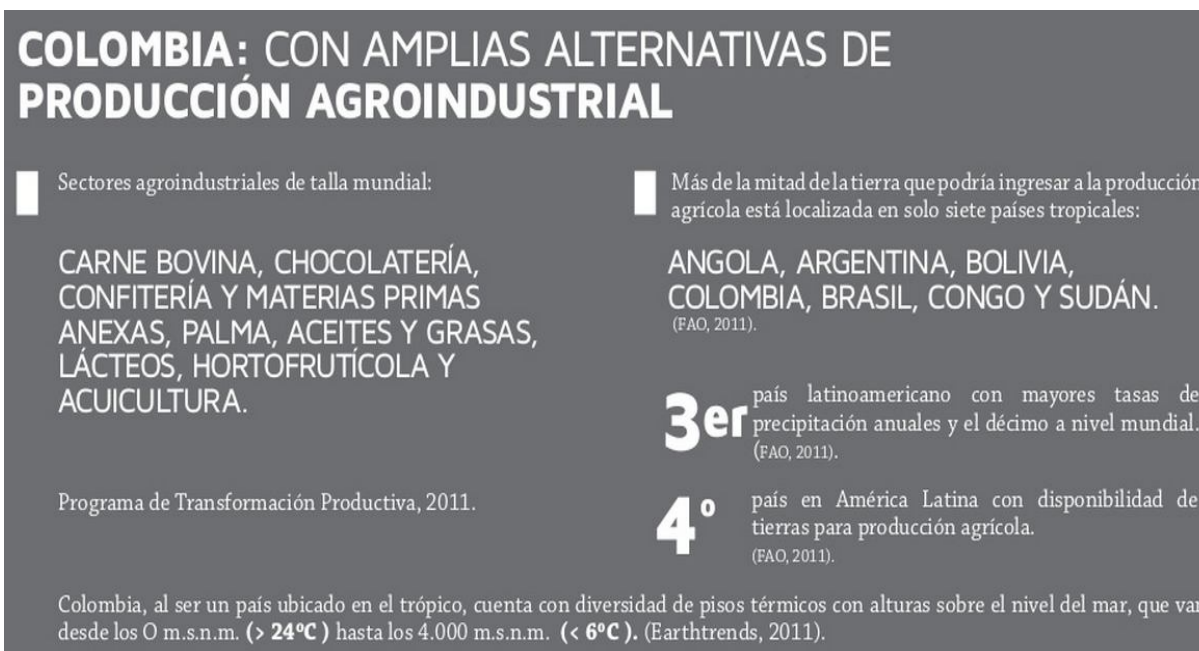 COLOMBIA: CON AMPLIAS ALTERNATIVAS DE
PRODUCCIÓN AGROINDUSTRIAL
Sectores agroindustriales de talla mundial:
CARNE BOVINA, CHOCOLATERÍA,
CONFITERÍA Y MATERIAS PRIMAS
ANEXAS, PALMA, ACEITES Y GRASAS,
LÁCTEOS, HORTOFRUTÍCOLA Y
ACUICULTURA.
Programa de Transformación Productiva, 2011.
Más de la mitad de la tierra que podría ingresar a la producción
agrícola está localizada en solo siete países tropicales:
ANGOLA, ARGENTINA, BOLIVIA,
COLOMBIA, BRASIL, CONGO Y SUDÁN.
(FAO, 2011).
3er
país latinoamericano con mayores tasas de
precipitación anuales y el décimo a nivel mundial.
(FAO, 2011).
4º
país en América Latina con disponibilidad de
tierras para producción agrícola.
(FAO, 2011).
Colombia, al ser un país ubicado en el trópico, cuenta con diversidad de pisos térmicos con alturas sobre el nivel del mar, que va
desde los O m.s.n.m. (> 24ºC ) hasta los 4.000 m.s.n.m. (< 6ºC ). (Earthtrends, 2011).